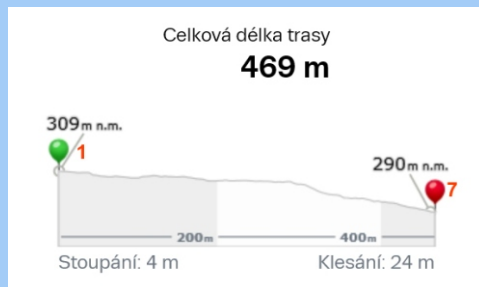 Celková délka trasy
469 m
309m n.m.
1
290m n.m.
7
200m
400m
Stoupání: 4 m
Klesání: 24 m